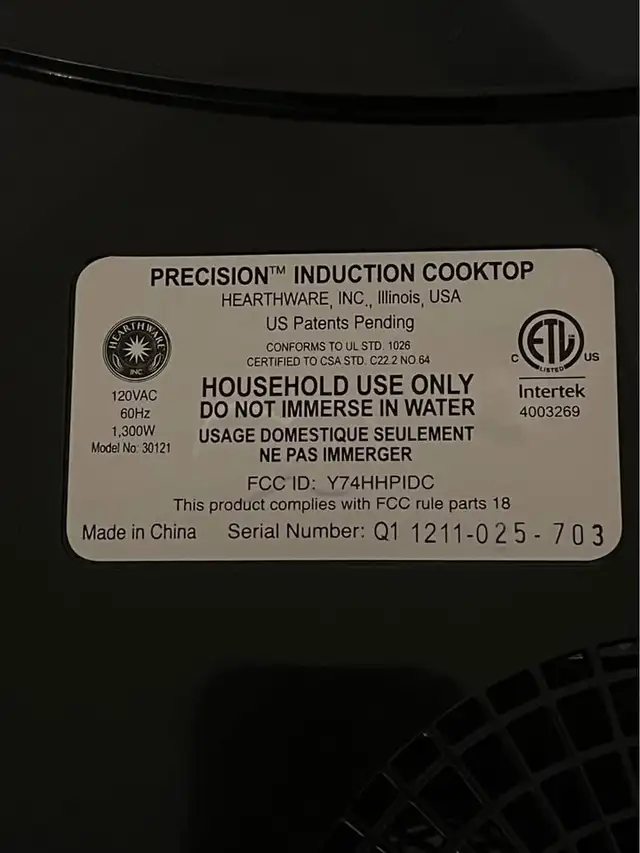 PRECISION™ INDUCTION COOKTOP
HEARTHWARE, INC., Illinois, USA
US Patents Pending
CONFORMS TO UL STD. 1026
CERTIFIED TO CSA STD. C22.2 NO.64
HEARTHWARE
INC
120VAC
60Hz
1,300W
Model No: 30121
HOUSEHOLD USE ONLY
DO NOT IMMERSE IN WATER
USAGE DOMESTIQUE SEULEMENT
NE PAS IMMERGER
C ETL US
LISTED
Intertek
4003269
FCC ID: Y74HHPIDC
This product complies with FCC rule parts 18
Made in China Serial Number: Q1 1211-025-703